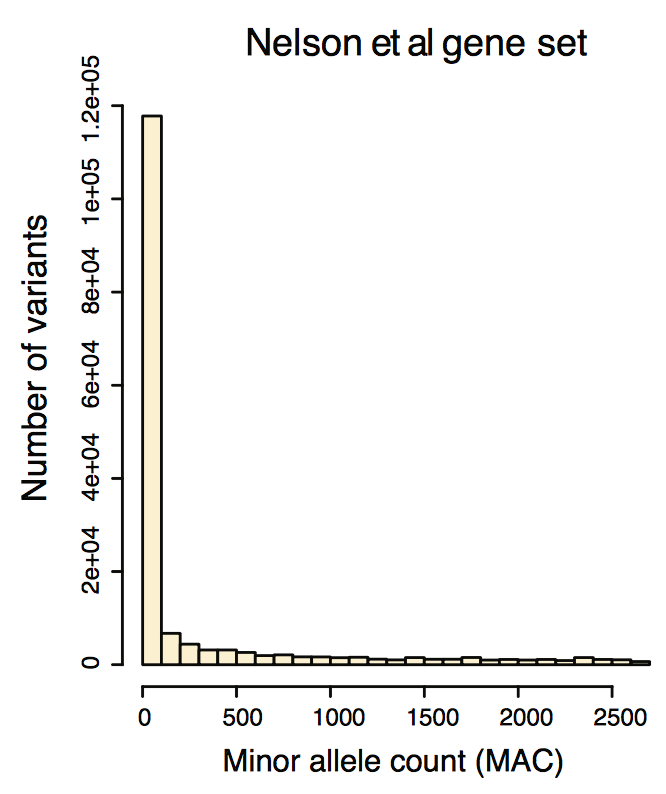 Nelson et al gene set
Number of variants
1.2e+05
1e+05
8e+04
6e+04
4e+04
2e+04
0
0 500 1000 1500 2000 2500
Minor allele count (MAC)